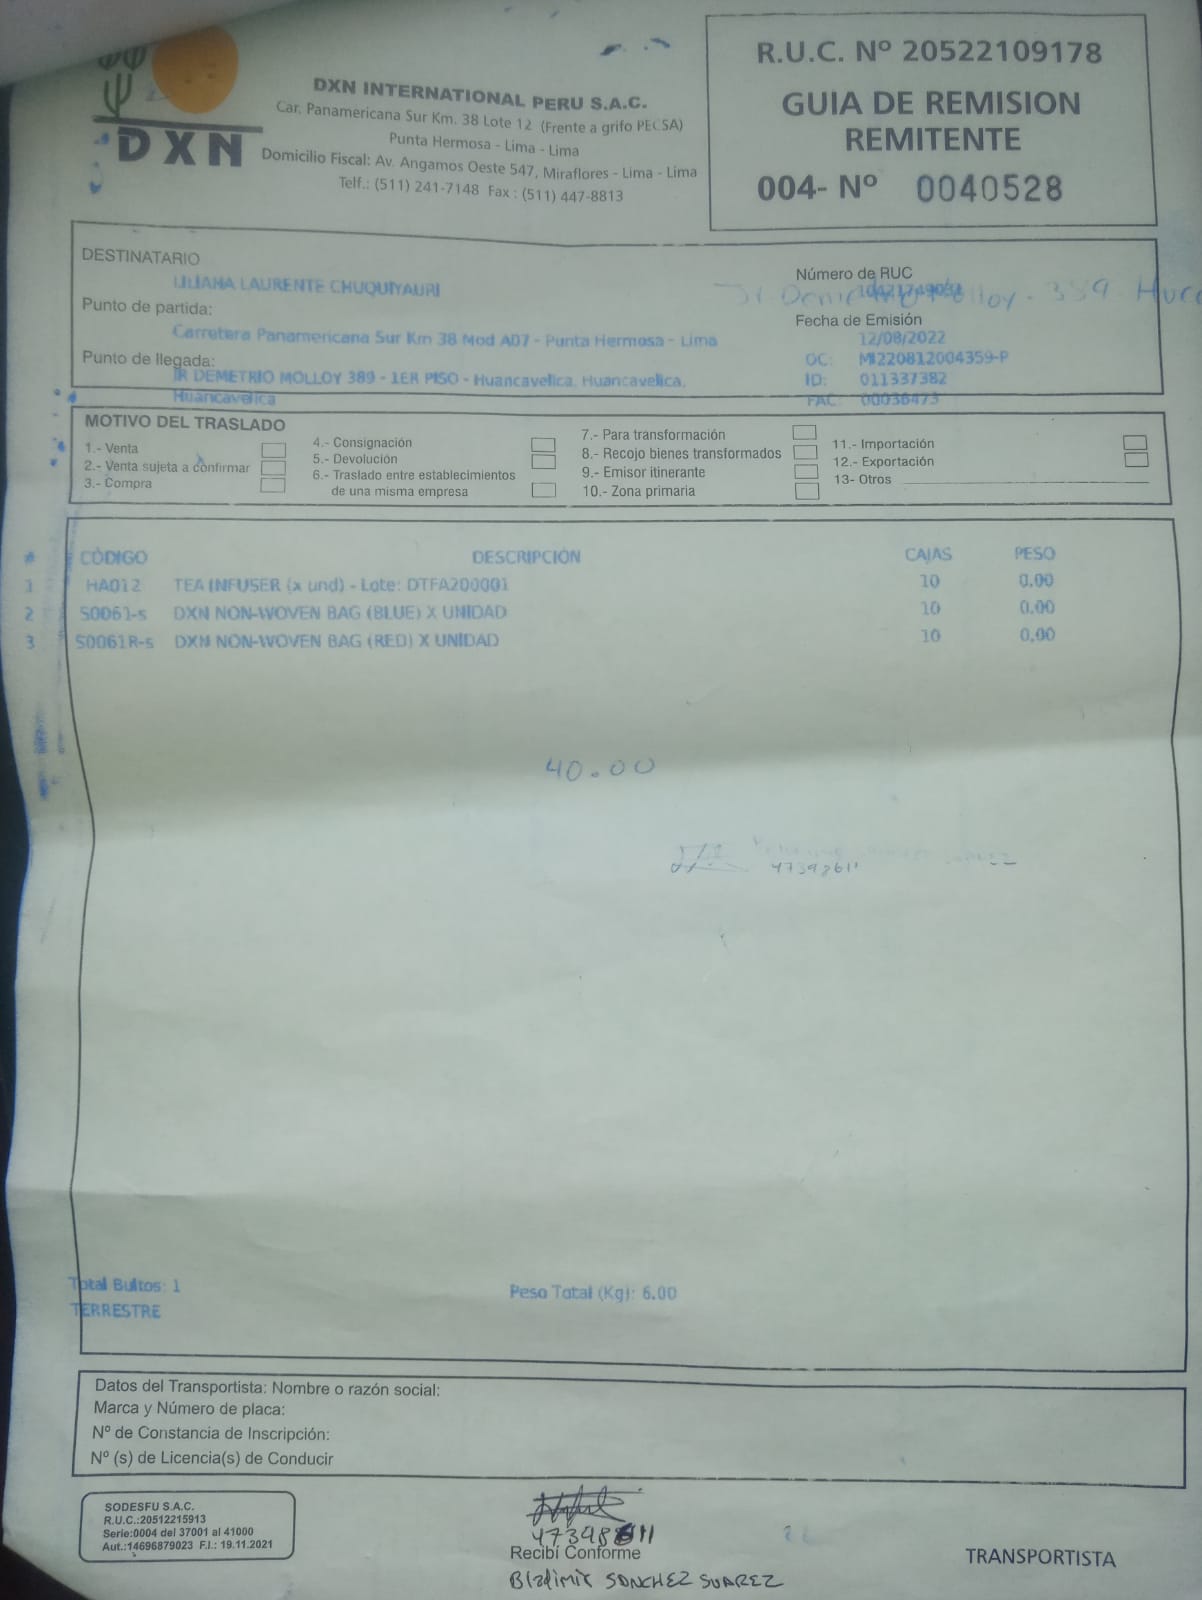 DXN
DXN INTERNATIONAL PERU S.A.C.
Car. Panamericana Sur Km. 38 Lote 12 (Frente a grifo PECSA)
Punta Hermosa - Lima - Lima
Domicilio Fiscal: Av. Angamos Oeste 547, Miraflores - Lima - Lima
Telf.: (511) 241-7148 Fax : (511) 447-8813
R.U.C. Nº 20522109178
GUIA DE REMISION
REMITENTE
004- Nº 0040528
DESTINATARIO
LILIANA LAURENTE CHUQUIYAURI
Punto de partida:
Carretera Panamericana Sur Km 38 Mod A07 - Punta Hermosa - Lima
Punto de llegada:
JR DEMETRIO MOLLOY 389 - 1ER PISO - Huancavelica, Huancavelica,
Huancavelica
Número de RUC
389
Fecha de Emisión
12/08/2022
OC: MI220812004359-P
ID: 011337382
FAC: 00036473
MOTIVO DEL TRASLADO
1.- Venta
2.- Venta sujeta a confirmar
3.- Compra
4.- Consignación
5.- Devolución
6.- Traslado entre establecimientos
de una misma empresa
7.- Para transformación
8.- Recojo bienes transformados
9.- Emisor itinerante
10.- Zona primaria
11.- Importación
12.- Exportación
13- Otros
# CÓDIGO DESCRIPCIÓN CAJAS PESO
1 HA012 TEA INFUSER (x und) - Lote: DTFA200001 10 0.00
2 S0061-s DXN NON-WOVEN BAG (BLUE) X UNIDAD 10 0.00
3 S0061R-s DXN NON-WOVEN BAG (RED) X UNIDAD 10 0.00
40.00
47398611
Total Bultos: 1
Peso Total (Kg): 6.00
TERRESTRE
Datos del Transportista: Nombre o razón social:
Marca y Número de placa:
Nº de Constancia de Inscripción:
Nº (s) de Licencia(s) de Conducir
SODESFU S.A.C.
R.U.C.:20512215913
Serie:0004 del 37001 al 41000
Aut.:14696879023 F.I.: 19.11.2021
47398611
Recibí Conforme
Bladimir SANCHEZ SUAREZ
TRANSPORTISTA